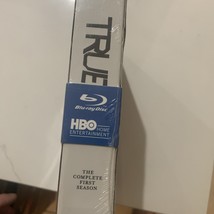 TRUE
Blu-ray Disc
HBO HOME
ENTERTAINMENT
THE
COMPLETE
FIRST
SEASON